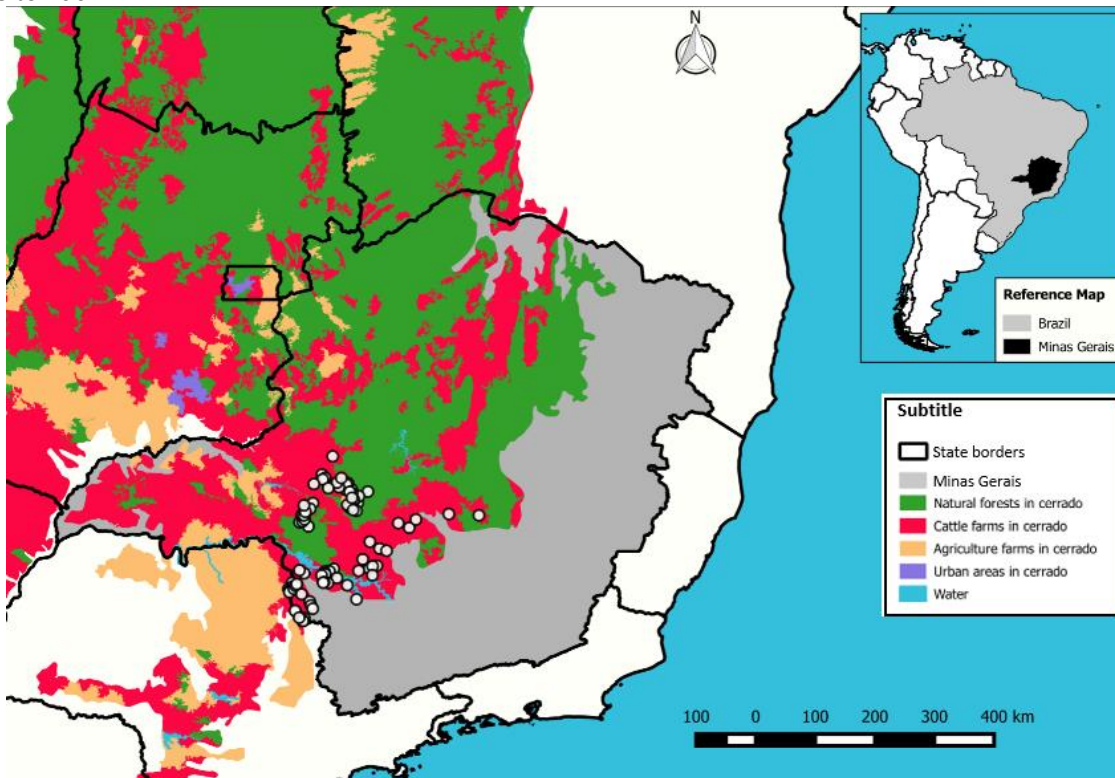 N
Reference Map
Brazil
Minas Gerais
Subtitle
State borders
Minas Gerais
Natural forests in cerrado
Cattle farms in cerrado
Agriculture farms in cerrado
Urban areas in cerrado
Water
100 0 100 200 300 400 km